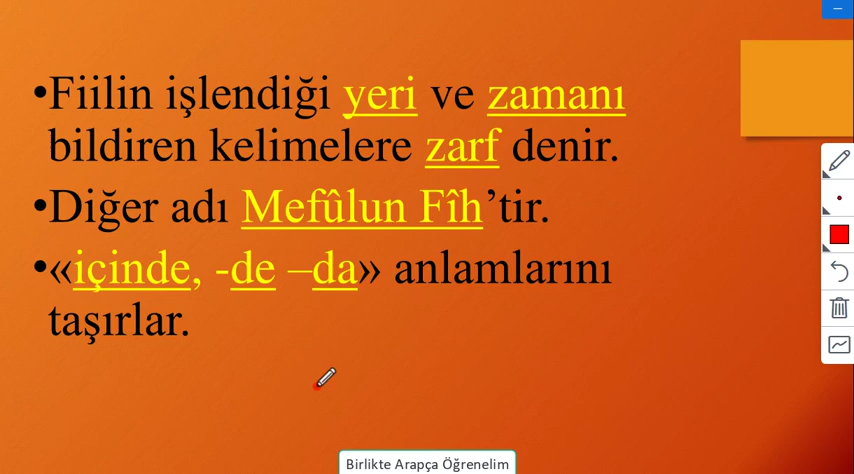 •Fiilin işlendiği yeri ve zamanı
bildiren kelimelere zarf denir.
•Diğer adı Mefûlun Fîh’tir.
•«içinde, -de –da» anlamlarını
taşırlar.
Birlikte Arapça Öğrenelim